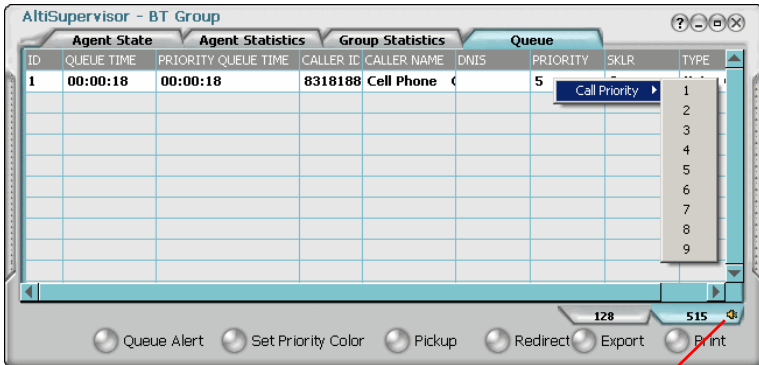 AltiSupervisor - BT Group
Agent State Agent Statistics Group Statistics Queue
ID QUEUE TIME PRIORITY QUEUE TIME CALLER ID CALLER NAME DNIS PRIORITY SKLR TYPE
1 00:00:18 00:00:18 8318188 Cell Phone 5
Call Priority 1
2
3
4
5
6
7
8
9
128 515
Queue Alert Set Priority Color Pickup Redirect Export Print